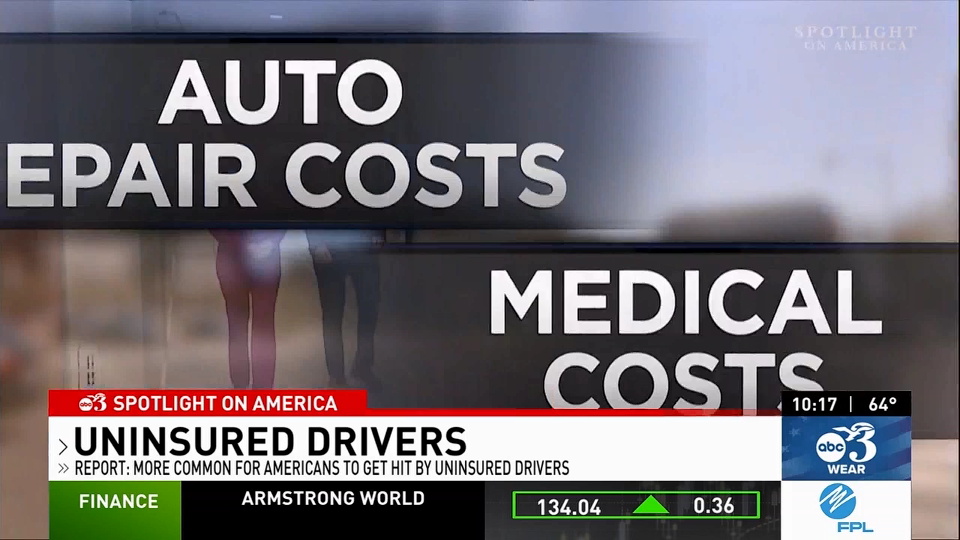 SPOTLIGHT
ON AMERICA
AUTO
EPAIR COSTS
MEDICAL
COSTS
abc 3 SPOTLIGHT ON AMERICA
10:17 | 64°
UNINSURED DRIVERS
REPORT: MORE COMMON FOR AMERICANS TO GET HIT BY UNINSURED DRIVERS
abc 3
WEAR
FINANCE
ARMSTRONG WORLD
134.04 0.36
FPL